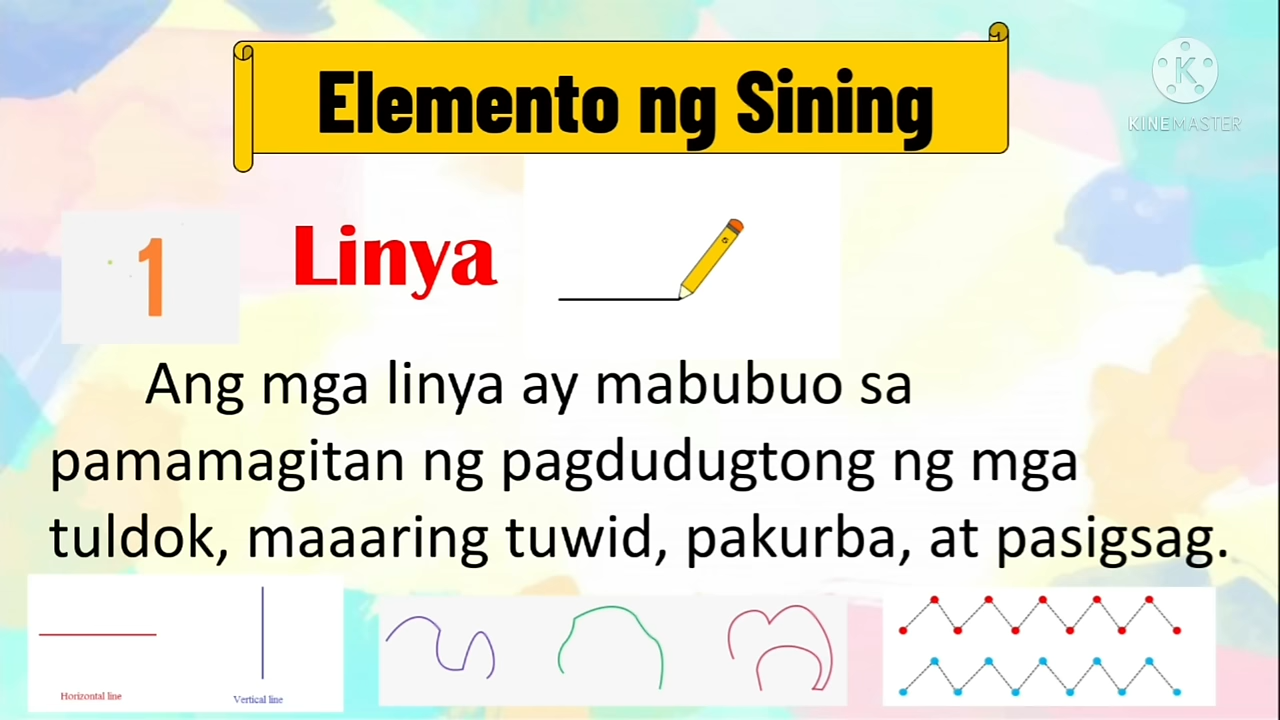 Elemento ng Sining
KINEMASTER
1
Linya
Ang mga linya ay mabubuo sa
pamamagitan ng pagdudugtong ng mga
tuldok, maaaring tuwid, pakurba, at pasigsag.
Horizontal line
Vertical line